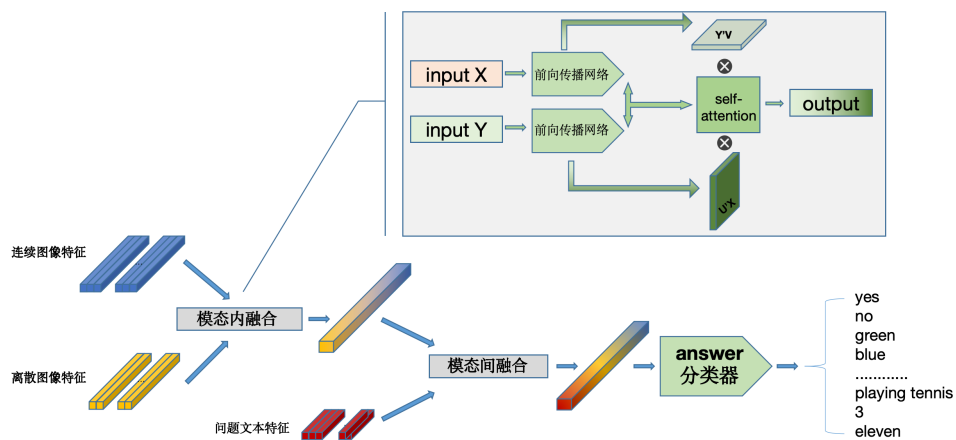 Y'V
input X
前向传播网络
self-
attention
output
input Y
前向传播网络
U'X
连续图像特征
模态内融合
离散图像特征
模态间融合
问题文本特征
answer
分类器
yes
no
green
blue
............
playing tennis
3
eleven